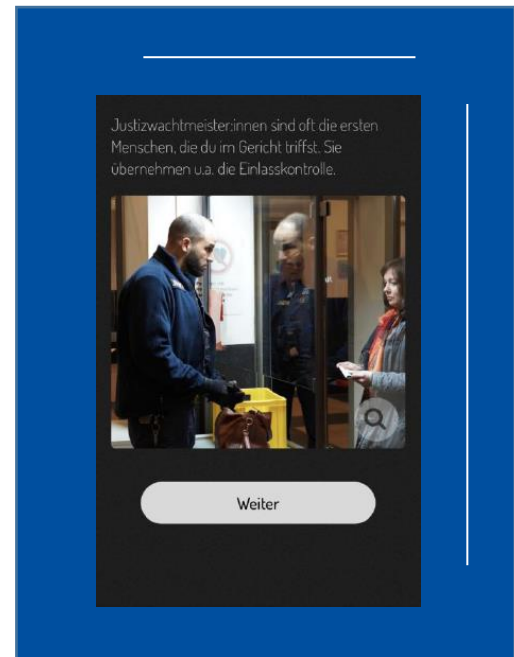 Justizwachtmeister:innen sind oft die ersten
Menschen, die du im Gericht triffst. Sie
übernehmen u.a. die Einlasskontrolle.
Weiter